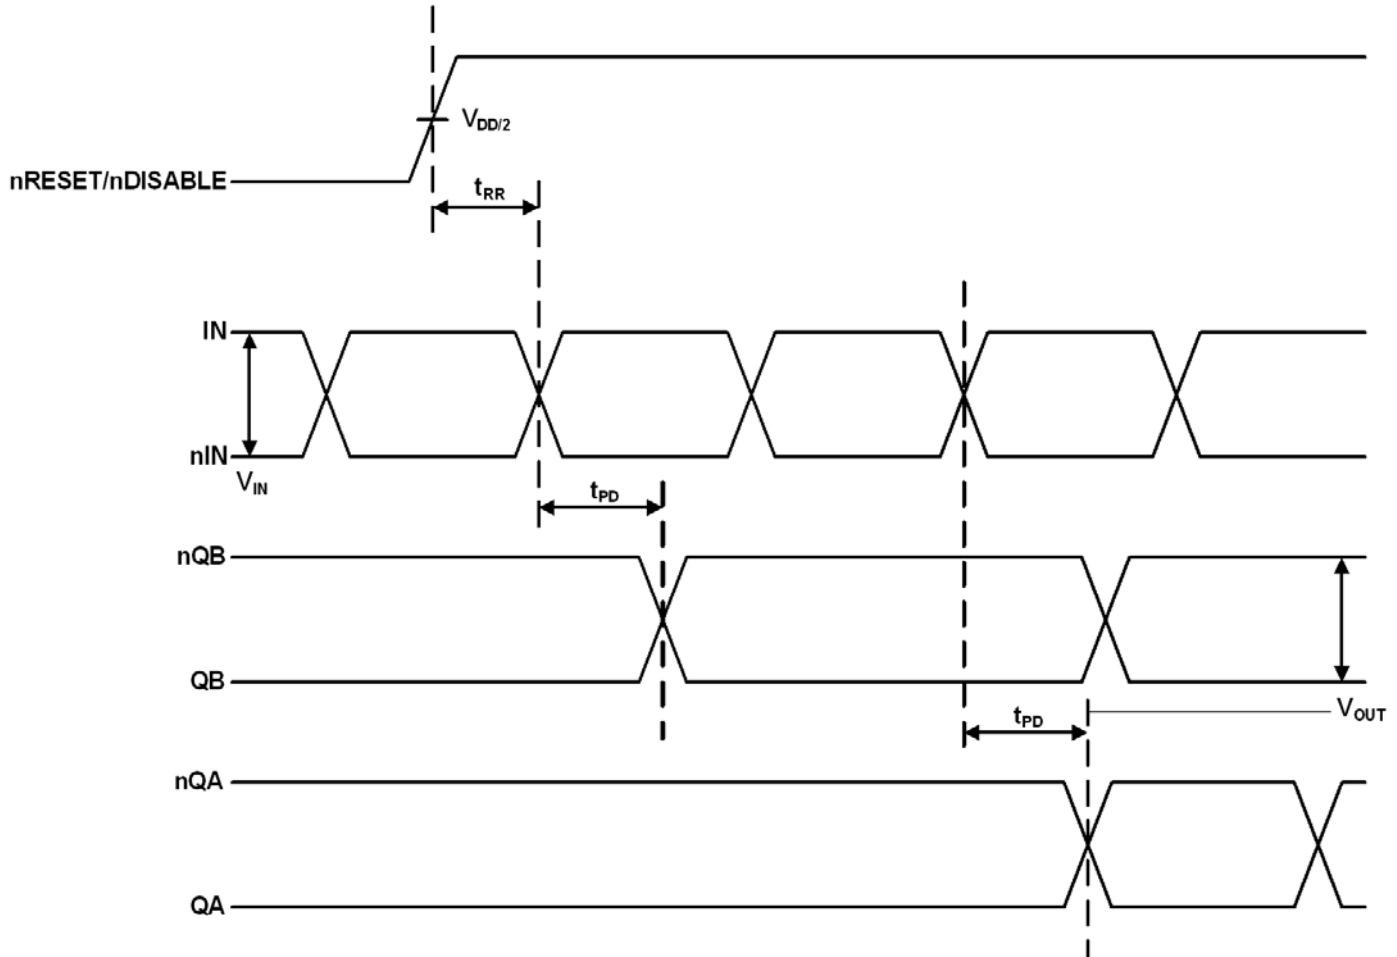 V_DD/2
nRESET/nDISABLE
t_RR
IN
nIN
V_IN
t_PD
nQB
QB
t_PD
V_OUT
nQA
QA